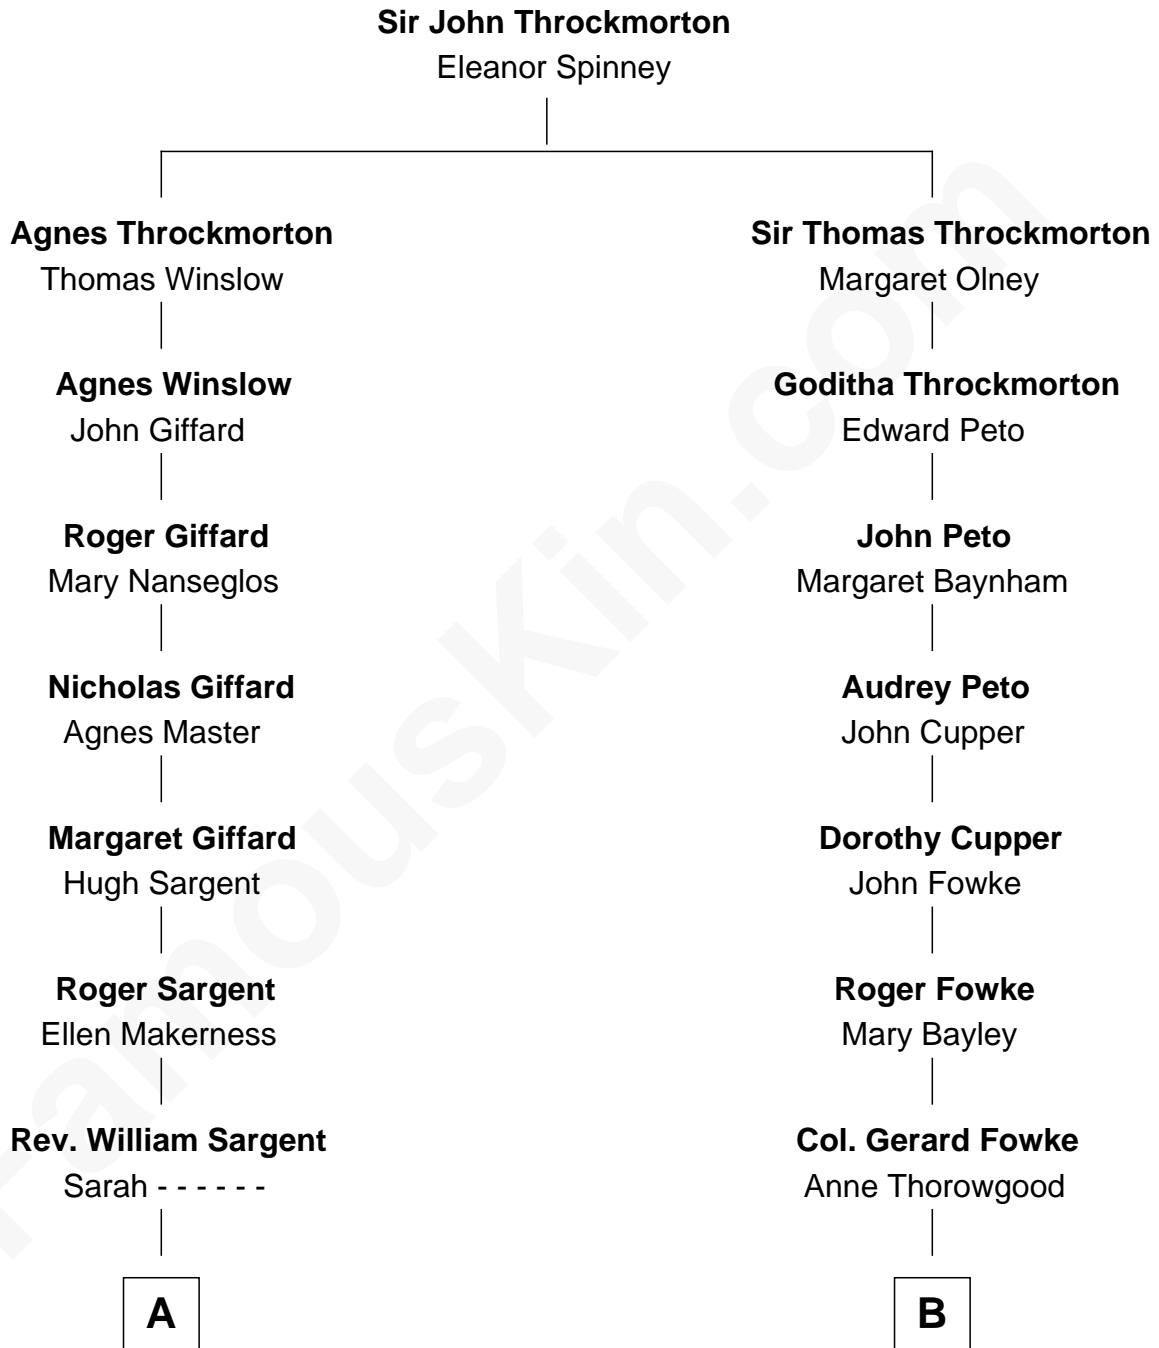 Sir John Throckmorton
Eleanor Spinney
Agnes Throckmorton
Thomas Winslow
Sir Thomas Throckmorton
Margaret Olney
Agnes Winslow
John Giffard
Goditha Throckmorton
Edward Peto
Roger Giffard
Mary Nanseglos
John Peto
Margaret Baynham
Nicholas Giffard
Agnes Master
Audrey Peto
John Cupper
Margaret Giffard
Hugh Sargent
Dorothy Cupper
John Fowke
Roger Sargent
Ellen Makerness
Roger Fowke
Mary Bayley
Rev. William Sargent
Sarah - - - - - -
Col. Gerard Fowke
Anne Thorowgood
A
B
FamousKin.com